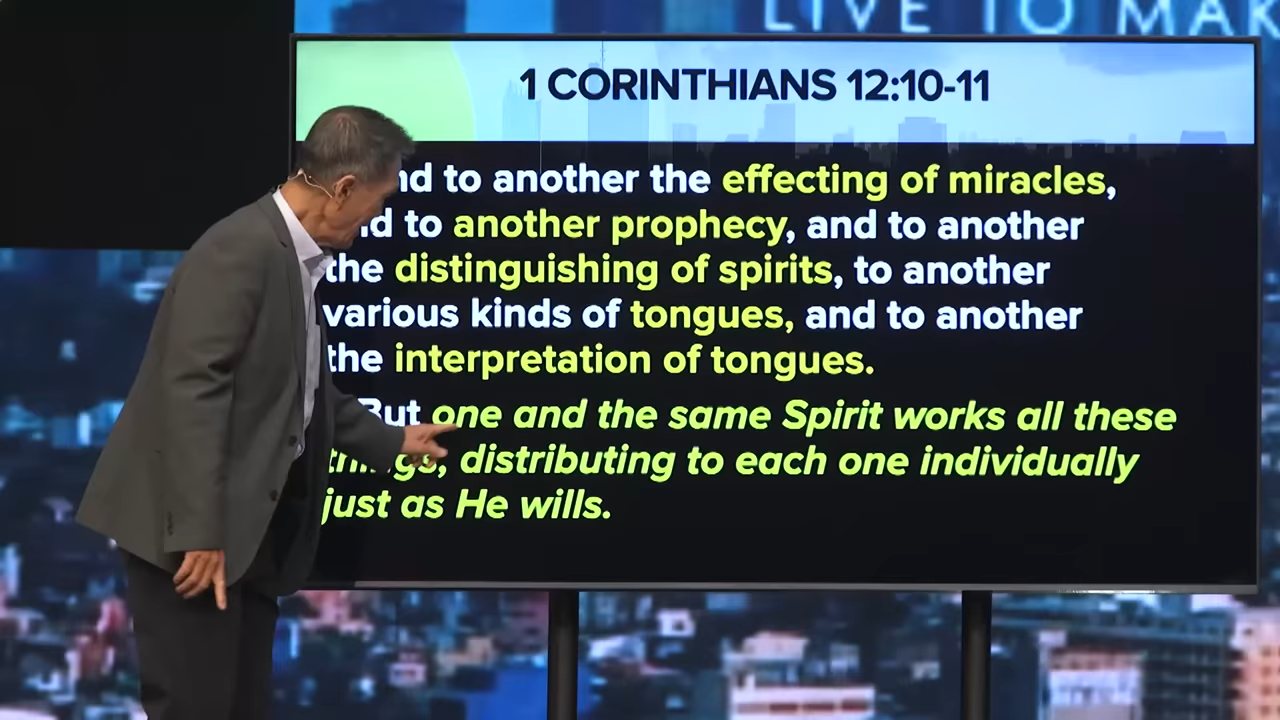 LIVE TO MAK
1 CORINTHIANS 12:10-11
nd to another the effecting of miracles,
d to another prophecy, and to another
the distinguishing of spirits, to another
various kinds of tongues, and to another
the interpretation of tongues.
But one and the same Spirit works all these
things, distributing to each one individually
just as He wills.